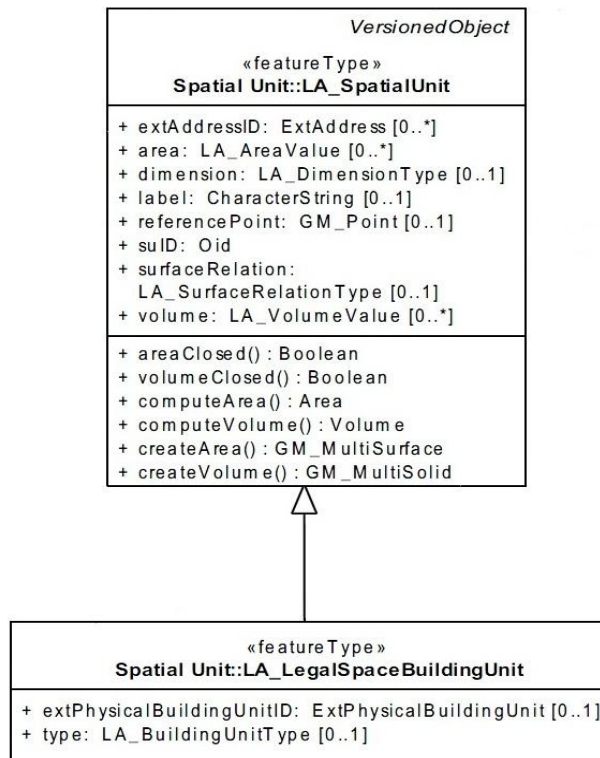 VersionedObject
«featureType»
Spatial Unit::LA_SpatialUnit
+ extAddressID: ExtAddress [0..*]
+ area: LA_AreaValue [0..*]
+ dimension: LA_DimensionType [0..1]
+ label: CharacterString [0..1]
+ referencePoint: GM_Point [0..1]
+ suID: Oid
+ surfaceRelation:
LA_SurfaceRelationType [0..1]
+ volume: LA_VolumeValue [0..*]
+ areaClosed() : Boolean
+ volumeClosed() : Boolean
+ computeArea() : Area
+ computeVolume() : Volume
+ createArea() : GM_MultiSurface
+ createVolume() : GM_MultiSolid
«featureType»
Spatial Unit::LA_LegalSpaceBuildingUnit
+ extPhysicalBuildingUnitID: ExtPhysicalBuildingUnit [0..1]
+ type: LA_BuildingUnitType [0..1]